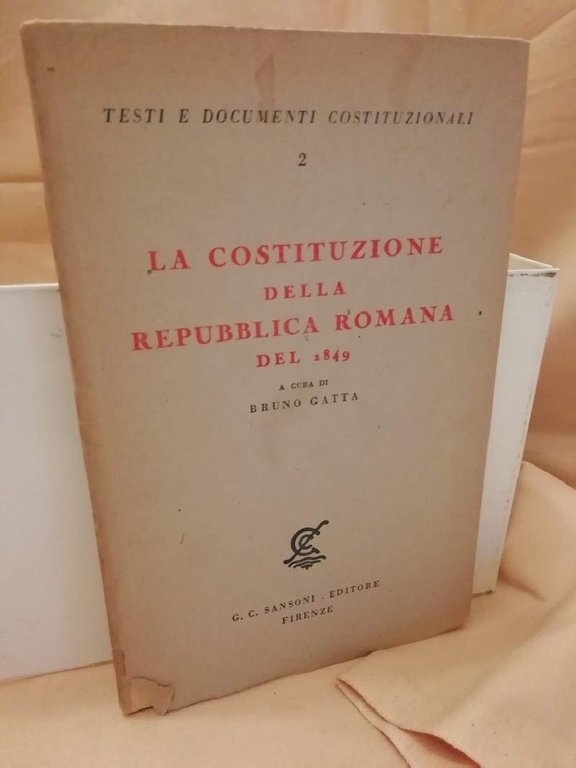 TESTI E DOCUMENTI COSTITUZIONALI
2
LA COSTITUZIONE
DELLA
REPUBBLICA ROMANA
DEL 1849
A CURA DI
BRUNO GATTA
G. C. SANSONI - EDITORE
FIRENZE